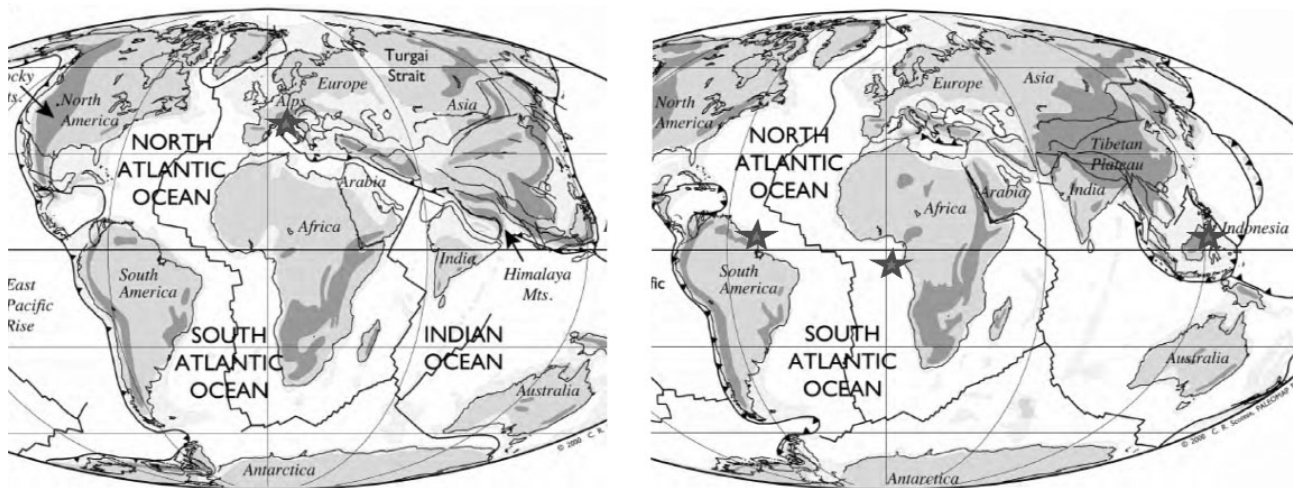 ocky
ts.
North
America
NORTH
ATLANTIC
OCEAN
Europe
Alps
Turgai
Strait
Asia
Arabia
Africa
India
Himalaya
Mts.
South
America
East
Pacific
Rise
SOUTH
ATLANTIC
OCEAN
INDIAN
OCEAN
Australia
Antarctica
© 2000 C. R.
North
America
NORTH
ATLANTIC
OCEAN
Europe
Asia
Tibetan
Plateau
Arabia
India
Africa
Indonesia
South
America
fic
SOUTH
ATLANTIC
OCEAN
Australia
Antarctica
© 2000 C. R. Scotese, PALEOMAP